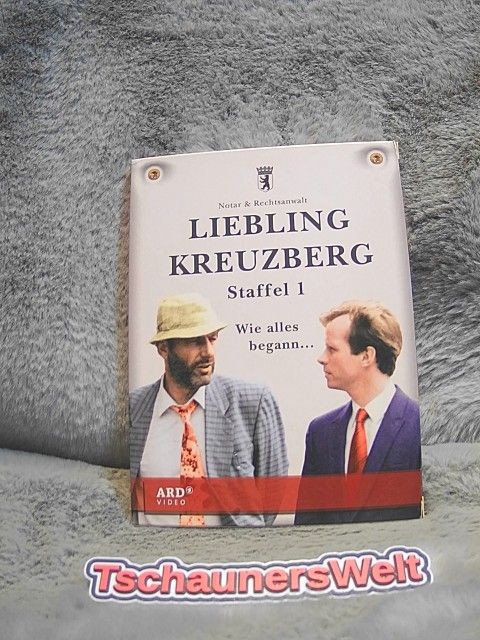 Notar & Rechtsanwalt
LIEBLING
KREUZBERG
Staffel 1
Wie alles
begann...
ARD
VIDEO
TschaunersWelt